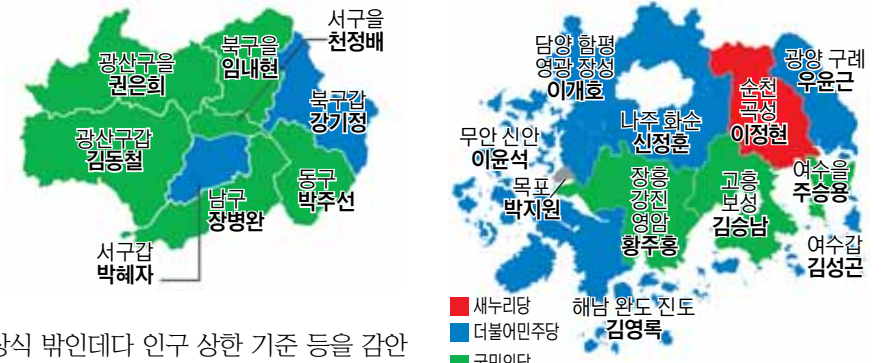 서구을
천정배
북구을
임내현
광산구을
권은희
북구갑
강기정
광산구갑
김동철
동구
박주선
남구
장병완
서구갑
박혜자
담양 함평
영광 장성
이개호
광양 구례
우윤근
순천
곡성
이정현
나주 화순
신정훈
무안 신안
이윤석
목포
박지원
장흥
강진
영암
황주홍
고흥
보성
김승남
여수을
주승용
여수갑
김성곤
해남 완도 진도
김영록
새누리당
더불어민주당
국민의당
상식 밖인데다 인구 상한 기준 등을 감안